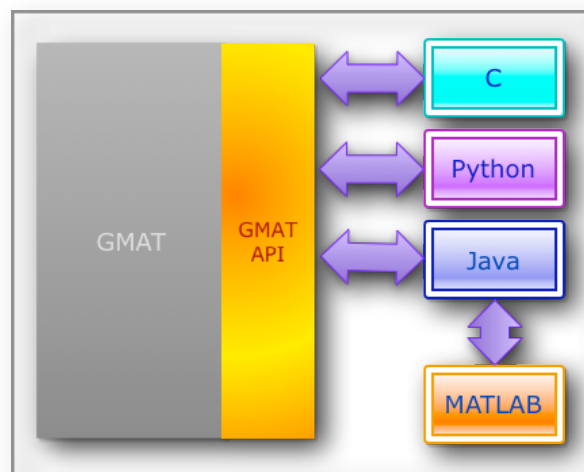 GMAT
GMAT
API
C
Python
Java
MATLAB